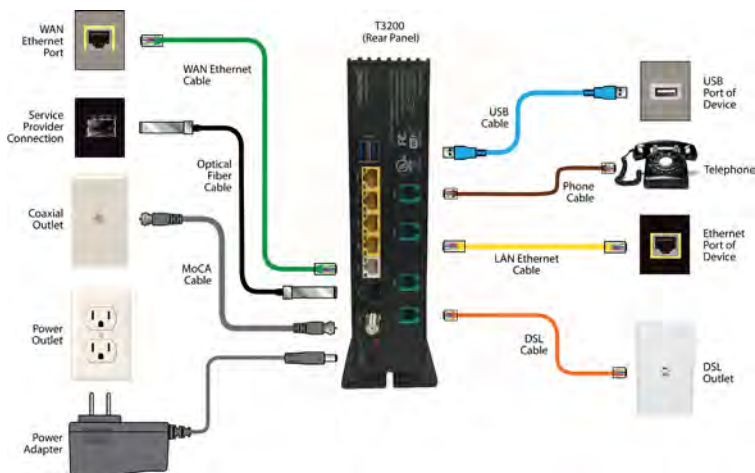 T3200
(Rear Panel)
WAN
Ethernet
Port
WAN Ethernet
Cable
Service
Provider
Connection
Optical
Fiber
Cable
Coaxial
Outlet
MoCA
Cable
Power
Outlet
Power
Adapter
USB
Cable
USB
Port of
Device
Phone
Cable
Telephone
LAN Ethernet
Cable
Ethernet
Port of
Device
DSL
Cable
DSL
Outlet
FC